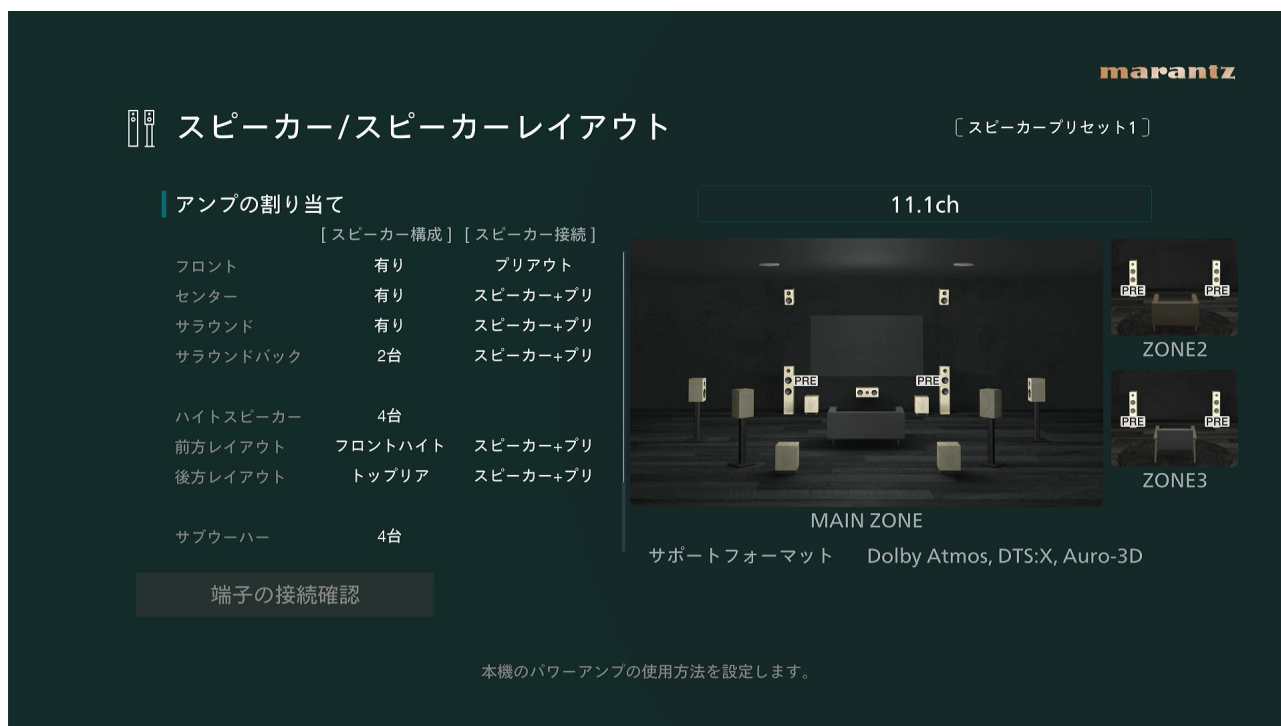 marantz
スピーカー/スピーカーレイアウト
[スピーカープリセット1]
アンプの割り当て
[ スピーカー構成 ] [ スピーカー接続 ]
フロント 有り プリアウト
センター 有り スピーカー+プリ
サラウンド 有り スピーカー+プリ
サラウンドバック 2台 スピーカー+プリ
ハイトスピーカー 4台
前方レイアウト フロントハイト スピーカー+プリ
後方レイアウト トップリア スピーカー+プリ
サブウーハー 4台
端子の接続確認
11.1ch
PRE PRE
MAIN ZONE
PRE PRE
ZONE2
PRE PRE
ZONE3
サポートフォーマット Dolby Atmos, DTS:X, Auro-3D
本機のパワーアンプの使用方法を設定します。